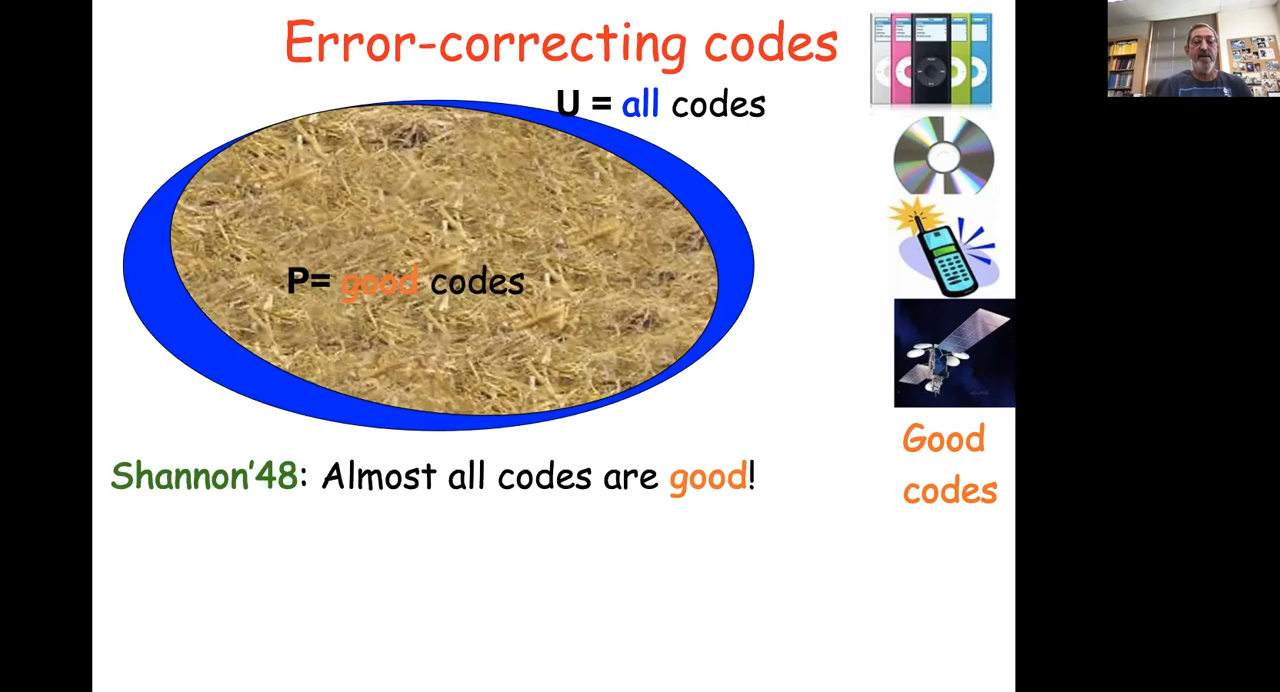 Error-correcting codes
U = all codes
P= good codes
Shannon'48: Almost all codes are good!
Good
codes